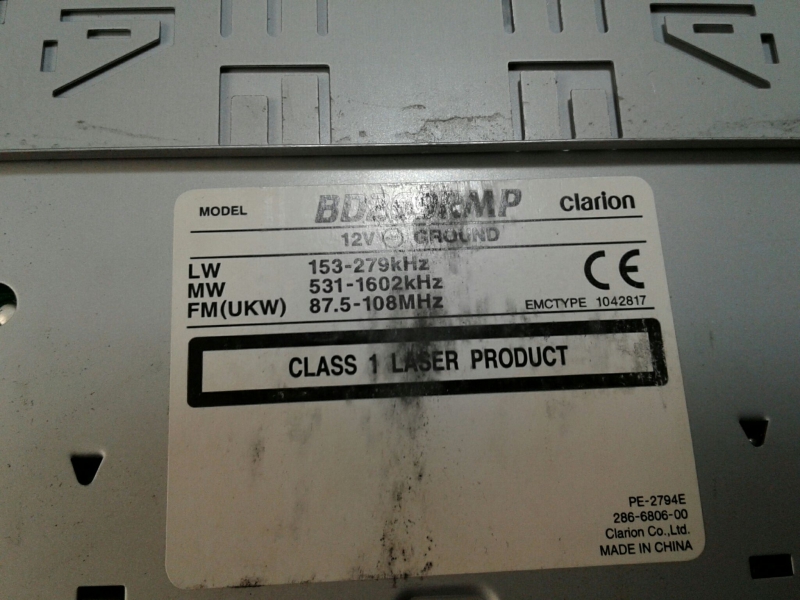 MODEL clarion
12V GROUND
LW 153-279kHz
MW 531-1602kHz
FM(UKW) 87.5-108MHz
CE
EMCTYPE 1042817
CLASS 1 LASER PRODUCT
PE-2794E
286-6806-00
Clarion Co.,Ltd.
MADE IN CHINA